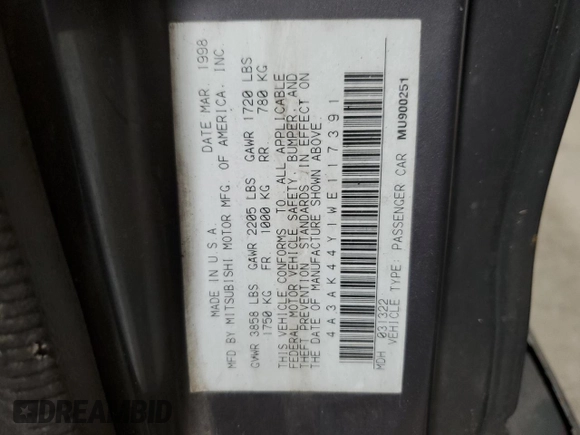 MADE IN U.S.A. DATE MAR. 1998
MFD BY MITSUBISHI MOTOR MFG. OF AMERICA. INC.
GVWR 3858 LBS GAWR 2205 LBS GAWR 1720 LBS
1750 KG FR 1000 KG RR 780 KG
THIS VEHICLE CONFORMS TO ALL APPLICABLE
FEDERAL MOTOR VEHICLE SAFETY, BUMPER, AND
THEFT PREVENTION STANDARDS IN EFFECT ON
THE DATE OF MANUFACTURE SHOWN ABOVE
4A3AK44Y1WE117391
MDH 031322
VEHICLE TYPE: PASSENGER CAR MU900251
DREAMBID